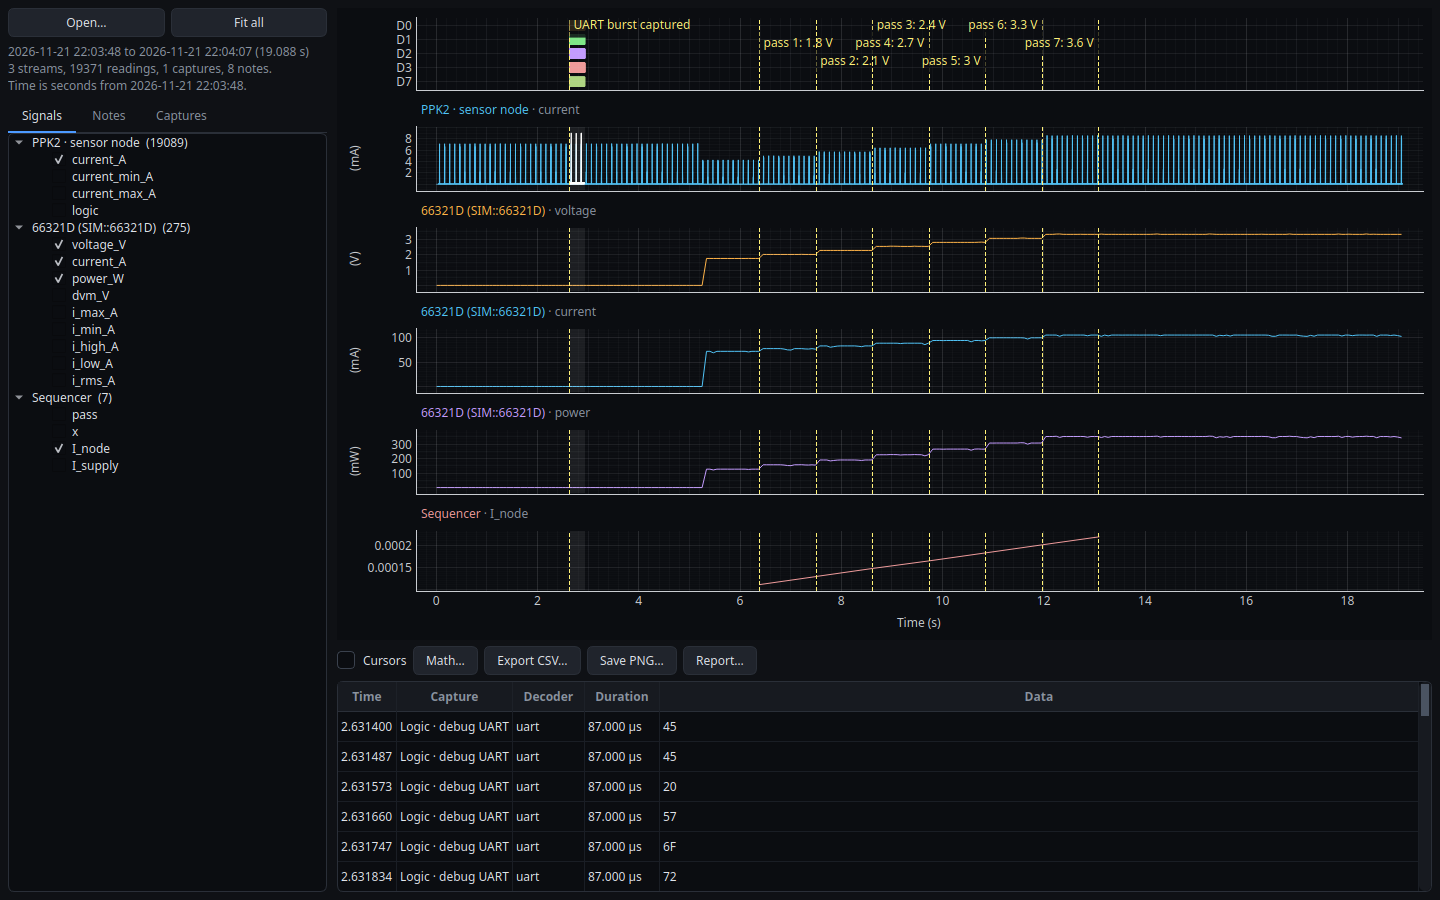 Open...
Fit all
2026-11-21 22:03:48 to 2026-11-21 22:04:07 (19.088 s)
3 streams, 19371 readings, 1 captures, 8 notes.
Time is seconds from 2026-11-21 22:03:48.
Signals
Notes
Captures
PPK2 · sensor node (19089)
current_A
current_min_A
current_max_A
logic
66321D (SIM::66321D) (275)
voltage_V
current_A
power_W
dvm_V
i_max_A
i_min_A
i_high_A
i_low_A
i_rms_A
Sequencer (7)
pass
x
I_node
I_supply
D0
D1
D2
D3
D7
UART burst captured
pass 3: 2.4 V
pass 6: 3.3 V
pass 1: 1.8 V
pass 4: 2.7 V
pass 7: 3.6 V
pass 2: 2.1 V
pass 5: 3 V
PPK2 · sensor node · current
(mA)
8
6
4
2
66321D (SIM::66321D) · voltage
(V)
3
2
1
66321D (SIM::66321D) · current
(mA)
100
50
66321D (SIM::66321D) · power
(mW)
300
200
100
Sequencer · I_node
0.0002
0.00015
0 2 4 6 8 10 12 14 16 18
Time (s)
Cursors
Math...
Export CSV...
Save PNG...
Report...
Time Capture Decoder Duration Data
2.631400 Logic · debug UART uart 87.000 µs 45
2.631487 Logic · debug UART uart 87.000 µs 45
2.631573 Logic · debug UART uart 87.000 µs 20
2.631660 Logic · debug UART uart 87.000 µs 57
2.631747 Logic · debug UART uart 87.000 µs 6F
2.631834 Logic · debug UART uart 87.000 µs 72